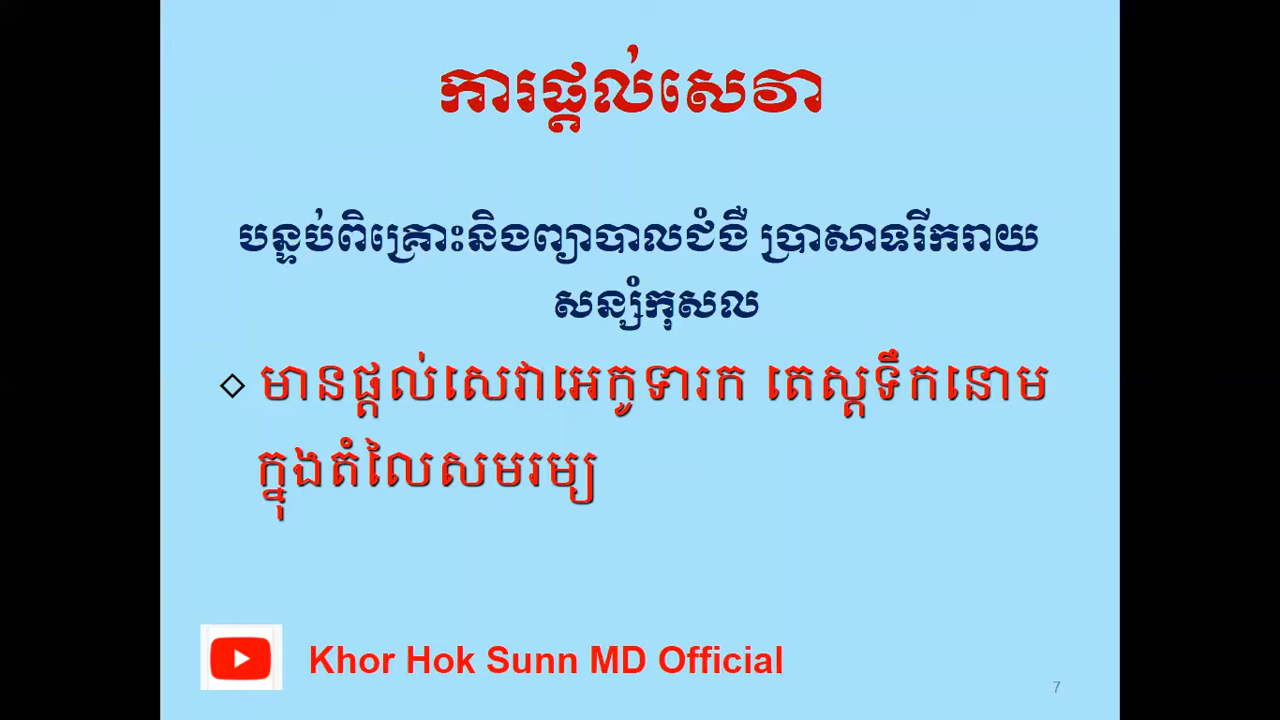 ការផ្តល់សេវា
បន្ទប់ពិគ្រោះនិងព្យាបាលជំងឺ ប្រាសាទរីករាយ
សន្សំកុសល
មានផ្តល់សេវាអេកូទារក តេស្តទឹកនោម
ក្នុងតំលៃសមរម្យ
Khor Hok Sunn MD Official
7